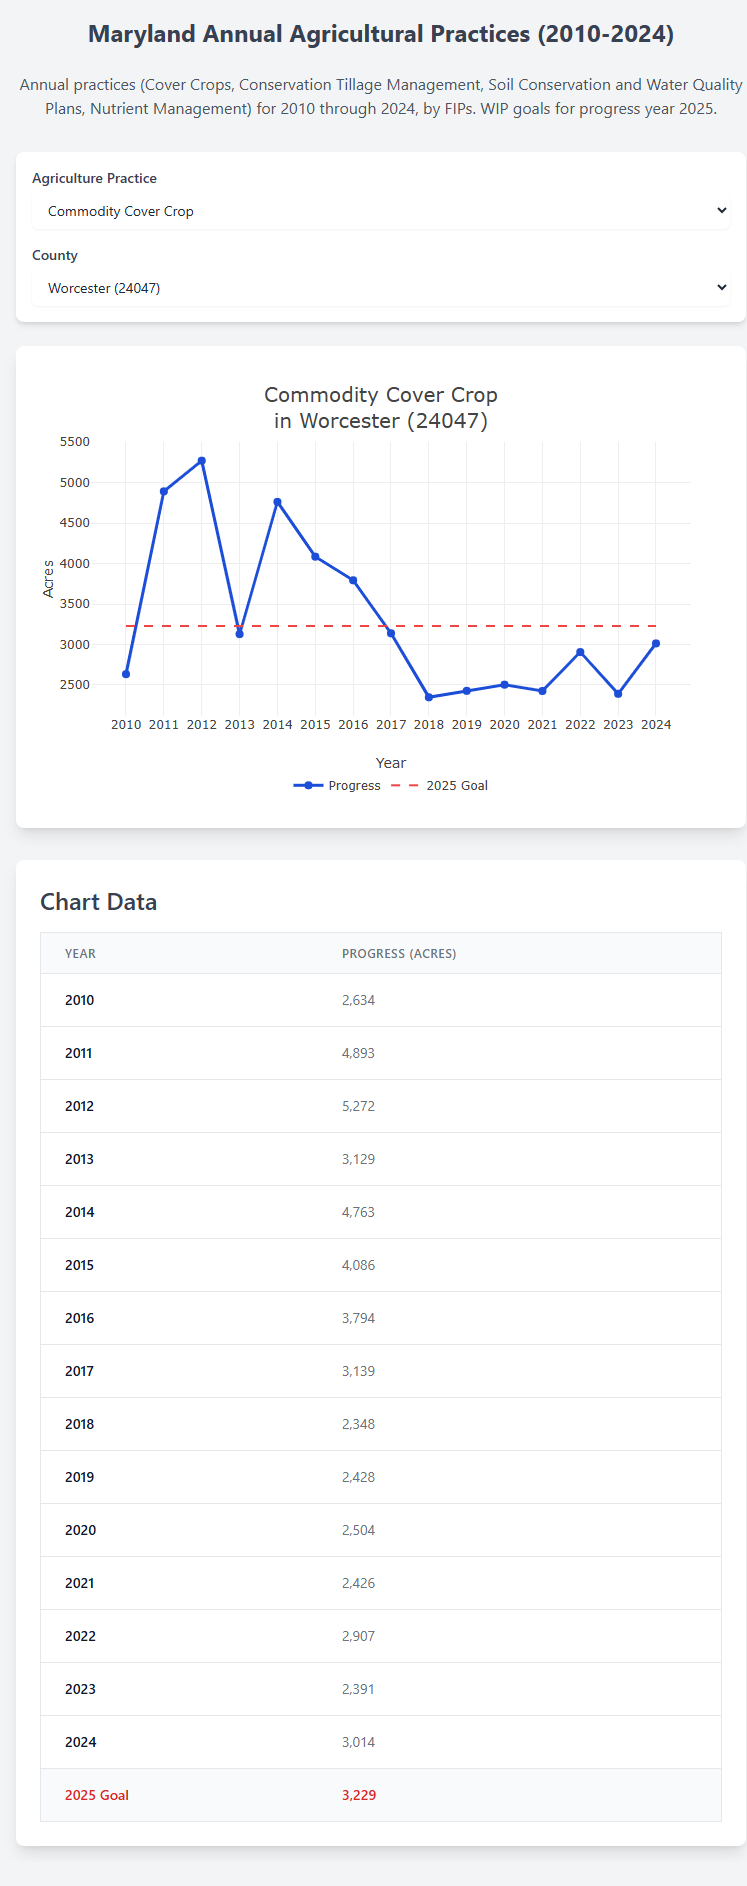 Maryland Annual Agricultural Practices (2010-2024)
Annual practices (Cover Crops, Conservation Tillage Management, Soil Conservation and Water Quality
Plans, Nutrient Management) for 2010 through 2024, by FIPs. WIP goals for progress year 2025.
Agriculture Practice
Commodity Cover Crop
County
Worcester (24047)
Commodity Cover Crop
in Worcester (24047)
5500
5000
4500
4000
3500
3000
2500
Acres
2010 2011 2012 2013 2014 2015 2016 2017 2018 2019 2020 2021 2022 2023 2024
Year
Progress 2025 Goal
Chart Data
YEAR PROGRESS (ACRES)
2010 2,634
2011 4,893
2012 5,272
2013 3,129
2014 4,763
2015 4,086
2016 3,794
2017 3,139
2018 2,348
2019 2,428
2020 2,504
2021 2,426
2022 2,907
2023 2,391
2024 3,014
2025 Goal 3,229